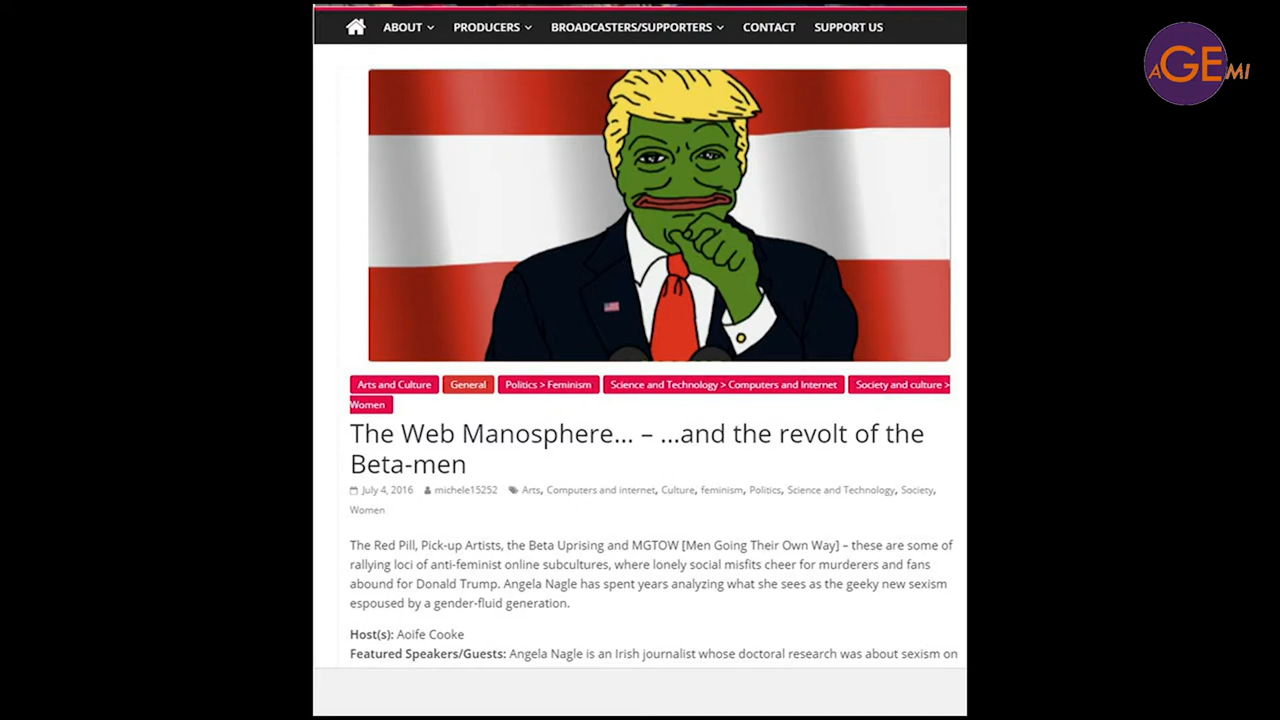 ABOUT PRODUCERS BROADCASTERS/SUPPORTERS CONTACT SUPPORT US
AGEMI
Arts and Culture General Politics > Feminism Science and Technology > Computers and Internet Society and culture >
Women
The Web Manosphere... – ...and the revolt of the
Beta-men
July 4, 2016 michele15252 Arts, Computers and internet, Culture, feminism, Politics, Science and Technology, Society,
Women
The Red Pill, Pick-up Artists, the Beta Uprising and MGTOW [Men Going Their Own Way] – these are some of
rallying loci of anti-feminist online subcultures, where lonely social misfits cheer for murderers and fans
abound for Donald Trump. Angela Nagle has spent years analyzing what she sees as the geeky new sexism
espoused by a gender-fluid generation.
Host(s): Aoife Cooke
Featured Speakers/Guests: Angela Nagle is an Irish journalist whose doctoral research was about sexism on